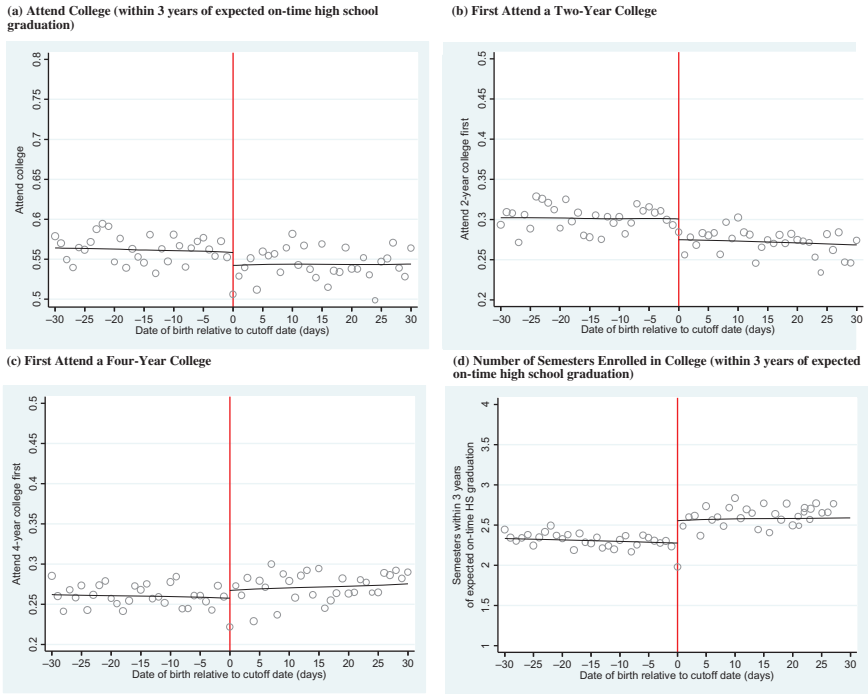 (a) Attend College (within 3 years of expected on-time high school
graduation)
0.8
0.75
0.7
0.65
0.6
0.55
0.5
Attend college
−30 −25 −20 −15 −10 −5 0 5 10 15 20 25 30
Date of birth relative to cutoff date (days)
(b) First Attend a Two-Year College
0.5
0.45
0.4
0.35
0.3
0.25
0.2
Attend 2-year college first
−30 −25 −20 −15 −10 −5 0 5 10 15 20 25 30
Date of birth relative to cutoff date (days)
(c) First Attend a Four-Year College
0.5
0.45
0.4
0.35
0.3
0.25
0.2
Attend 4-year college first
−30 −25 −20 −15 −10 −5 0 5 10 15 20 25 30
Date of birth relative to cutoff date (days)
(d) Number of Semesters Enrolled in College (within 3 years of expected
on-time high school graduation)
4
3.5
3
2.5
2
1.5
1
Semesters within 3 years
of expected on-time HS graduation
−30 −25 −20 −15 −10 −5 0 5 10 15 20 25 30
Date of birth relative to cutoff date (days)